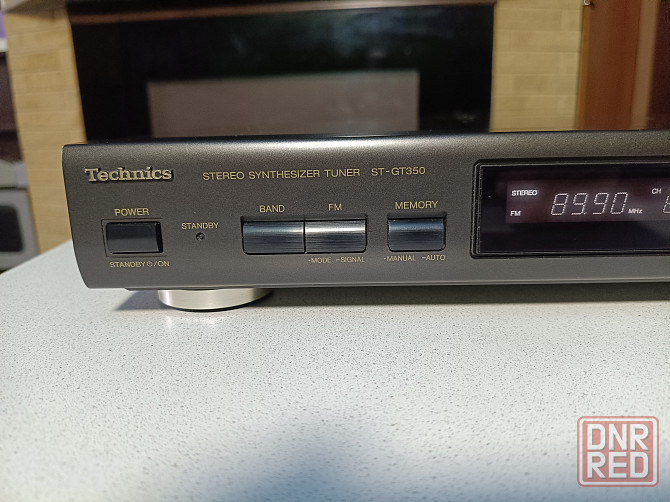 Technics
STEREO SYNTHESIZER TUNER ST-GT350
POWER
STANDBY ⏻/ON
STANDBY
BAND
FM
-MODE -SIGNAL
MEMORY
-MANUAL -AUTO
STEREO
FM
89.90 MHz
CH
DNR
RED